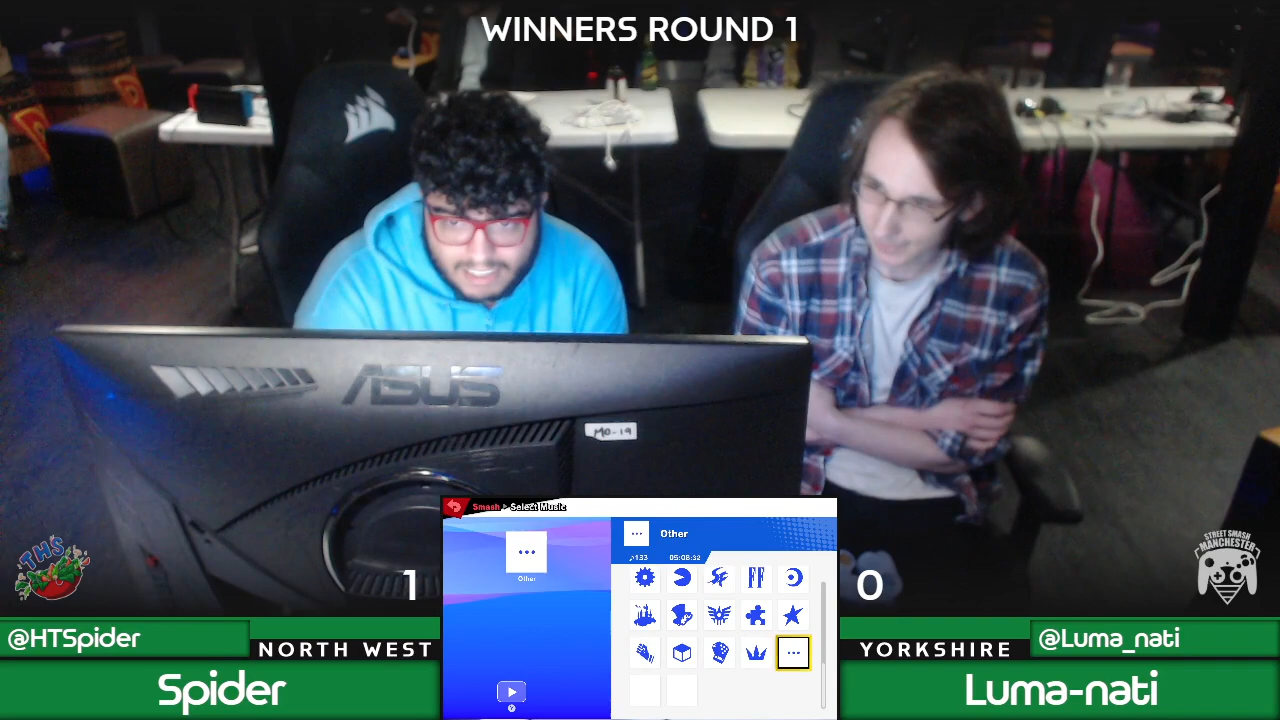 WINNERS ROUND 1
ASUS
MO-19
THS
STREET SMASH
MANCHESTER
1
0
Smash > Select Music
Other
133 05:08:32
Other
@HTSpider
NORTH WEST
YORKSHIRE
@Luma_nati
Spider
Luma-nati